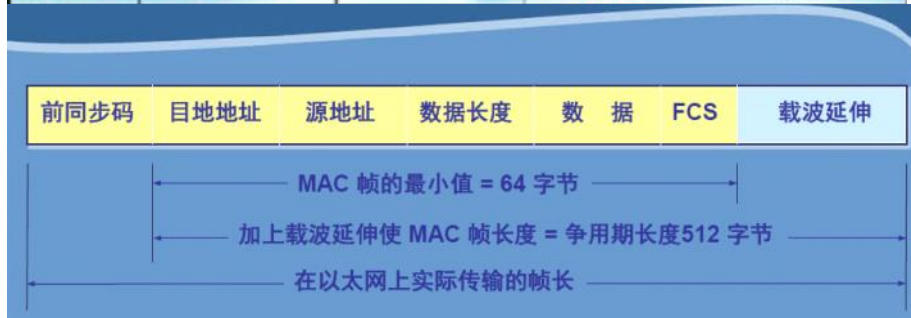 前同步码 目地地址 源地址 数据长度 数 据 FCS 载波延伸
MAC 帧的最小值 = 64 字节
加上载波延伸使 MAC 帧长度 = 争用期长度512 字节
在以太网上实际传输的帧长